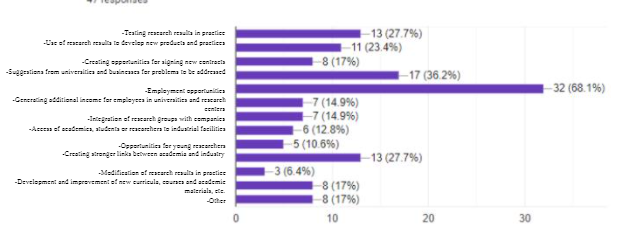 47 responses
-Testing research results in practice
13 (27.7%)
-Use of research results to develop new products and practices
11 (23.4%)
-Creating opportunities for signing new contracts
8 (17%)
-Suggestions from universities and businesses for problems to be addressed
17 (36.2%)
-Employment opportunities
32 (68.1%)
-Generating additional income for employees in universities and research
centers
7 (14.9%)
-Integration of research groups with companies
7 (14.9%)
-Access of academics, students or researchers to industrial facilities
6 (12.8%)
-Opportunities for young researchers
5 (10.6%)
-Creating stronger links between academia and industry
13 (27.7%)
-Modification of research results in practice
3 (6.4%)
-Development and improvement of new curricula, courses and academic
materials, etc.
8 (17%)
-Other
8 (17%)
0 10 20 30